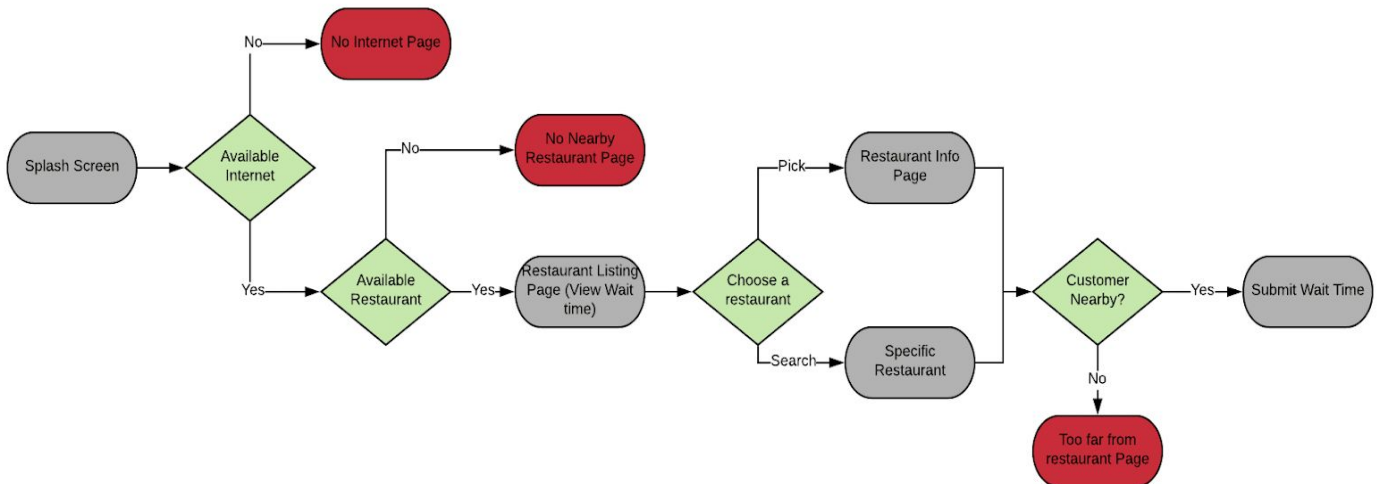 No
No Internet Page
Splash Screen
Available
Internet
Yes
No
No Nearby
Restaurant Page
Available
Restaurant
Yes
Restaurant Listing
Page (View Wait
time)
Choose a
restaurant
Pick
Restaurant Info
Page
Search
Specific
Restaurant
Customer
Nearby?
Yes
Submit Wait Time
No
Too far from
restaurant Page